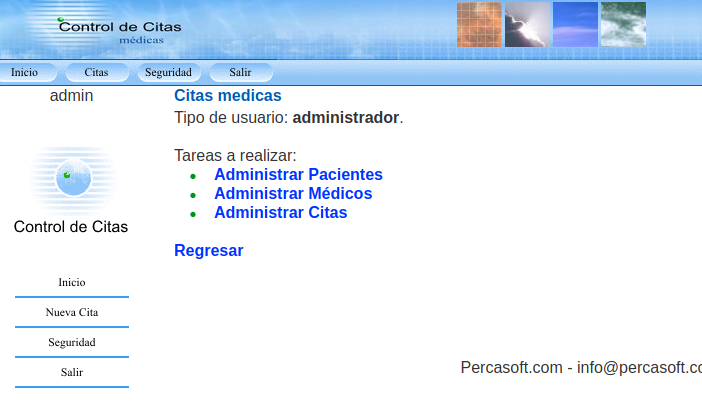 Control de Citas
médicas
Inicio Citas Seguridad Salir
admin
Citas medicas
Tipo de usuario: administrador.
Tareas a realizar:
Administrar Pacientes
Administrar Médicos
Administrar Citas
Regresar
Control de Citas
Inicio
Nueva Cita
Seguridad
Salir
Percasoft.com - info@percasoft.co